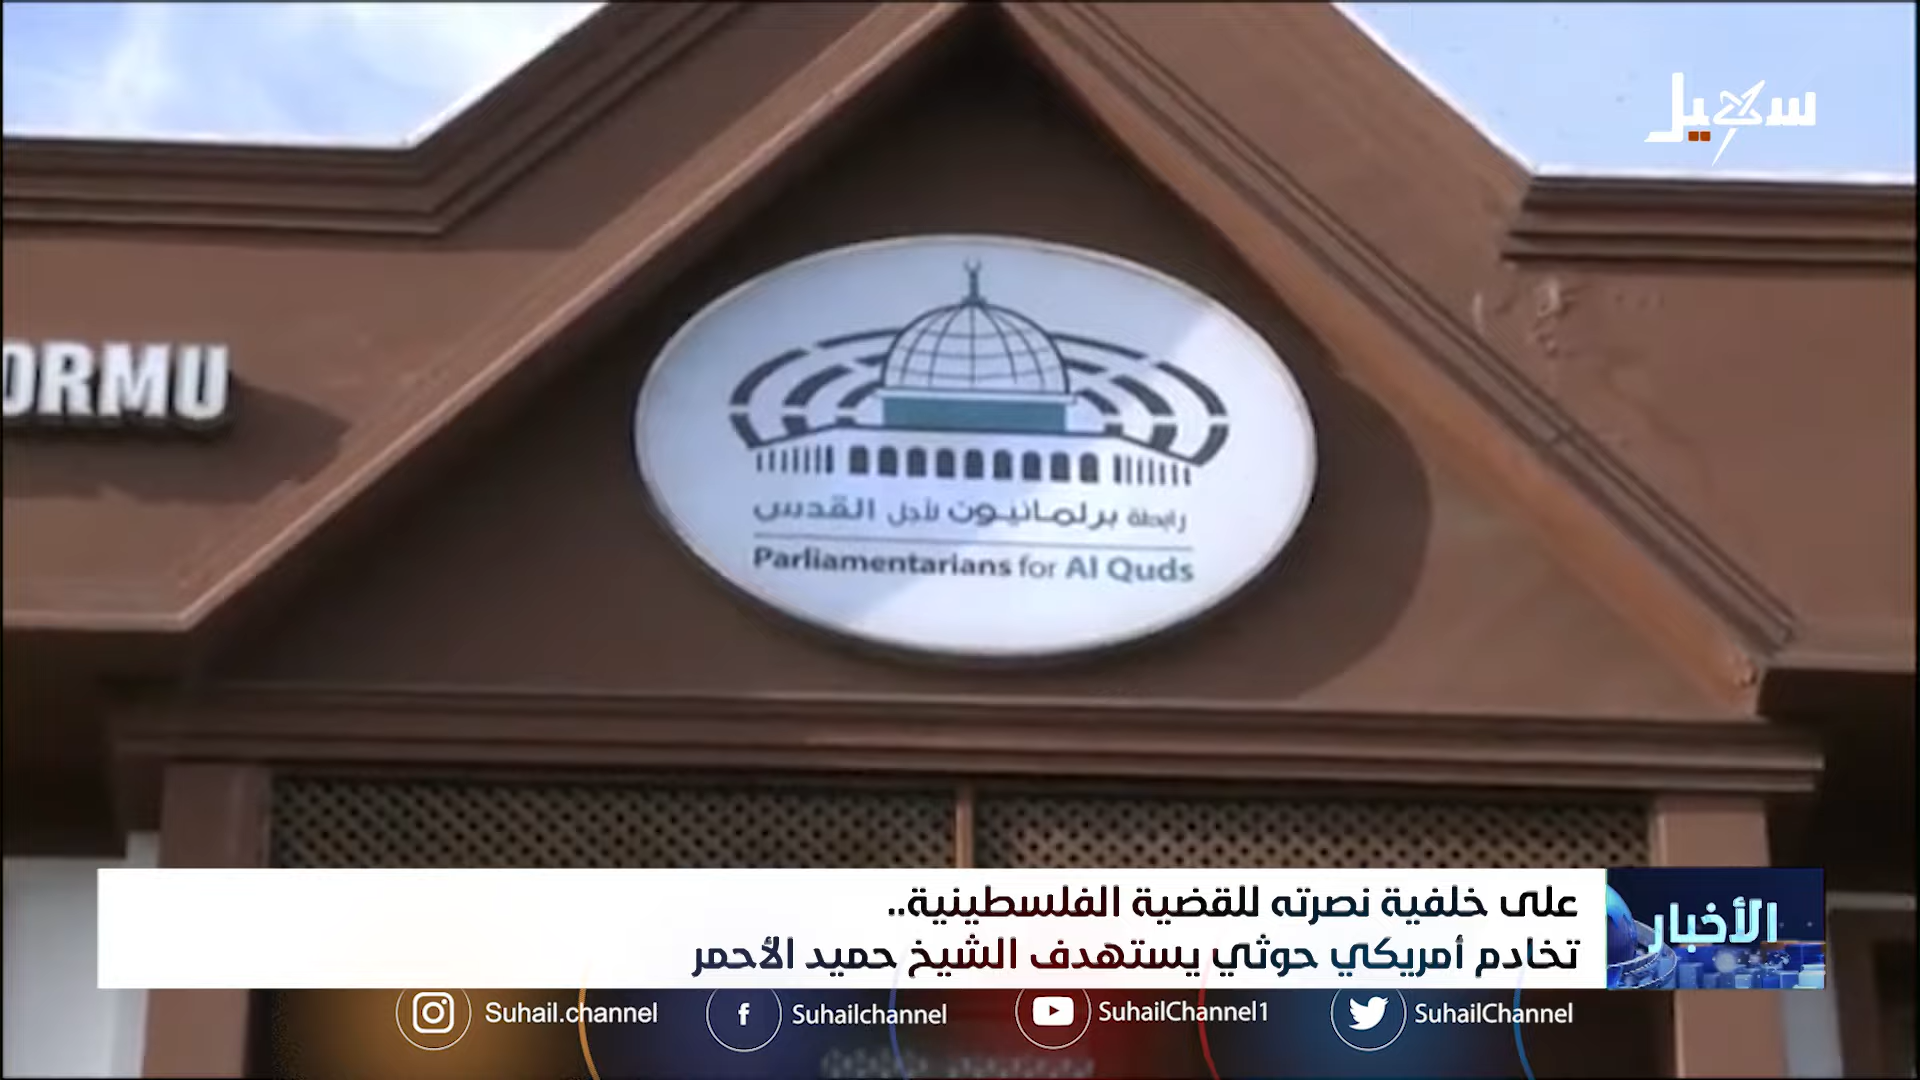 سهيل
ORMU
رابطة برلمانيون لأجل القدس
Parliamentarians for Al Quds
الأخبار
على خلفية نصرته للقضية الفلسطينية..
تخادم أمريكي حوثي يستهدف الشيخ حميد الأحمر
Suhail.channel
Suhailchannel
SuhailChannel1
SuhailChannel